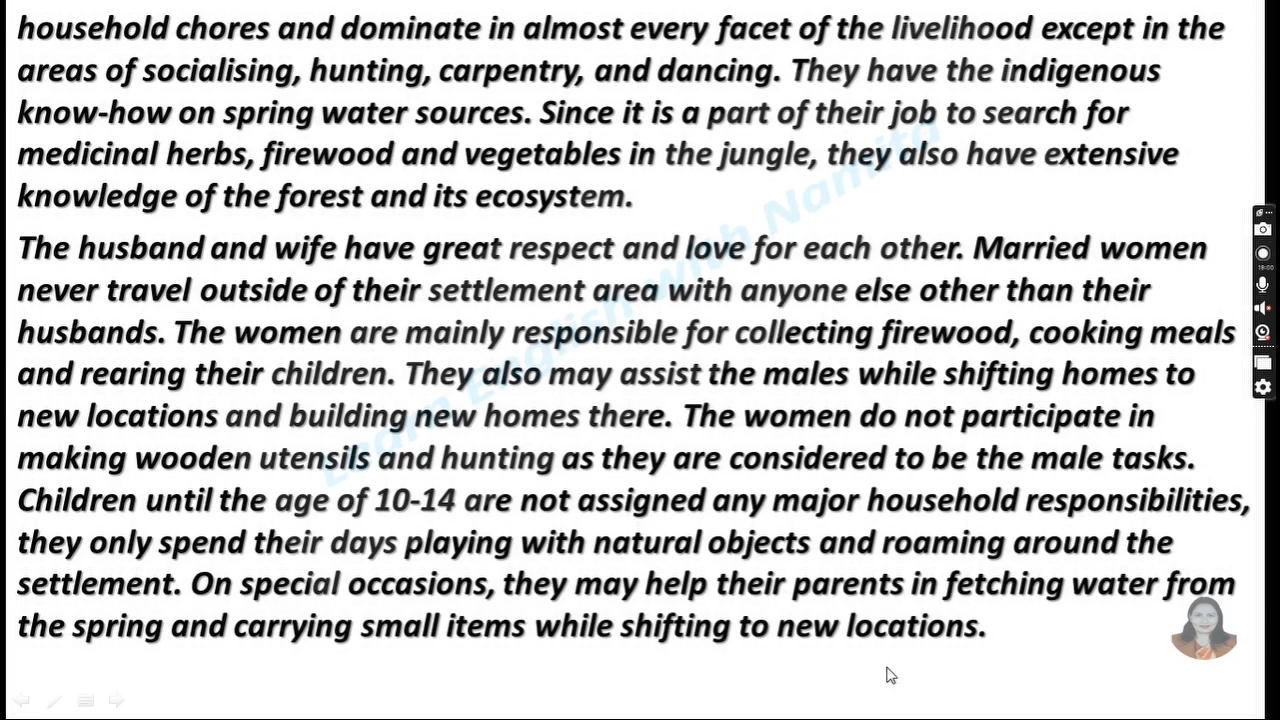 household chores and dominate in almost every facet of the livelihood except in the
areas of socialising, hunting, carpentry, and dancing. They have the indigenous
know-how on spring water sources. Since it is a part of their job to search for
medicinal herbs, firewood and vegetables in the jungle, they also have extensive
knowledge of the forest and its ecosystem.
The husband and wife have great respect and love for each other. Married women
never travel outside of their settlement area with anyone else other than their
husbands. The women are mainly responsible for collecting firewood, cooking meals
and rearing their children. They also may assist the males while shifting homes to
new locations and building new homes there. The women do not participate in
making wooden utensils and hunting as they are considered to be the male tasks.
Children until the age of 10-14 are not assigned any major household responsibilities,
they only spend their days playing with natural objects and roaming around the
settlement. On special occasions, they may help their parents in fetching water from
the spring and carrying small items while shifting to new locations.
Learn English with Namita
19:00